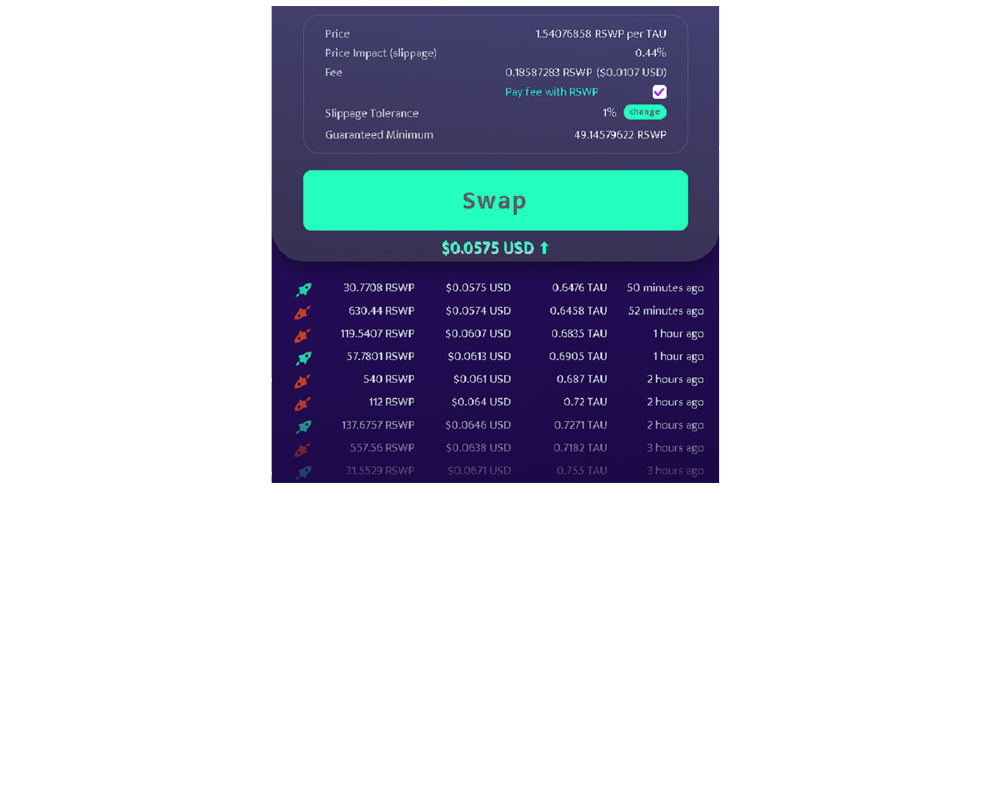 Price 1.54076858 RSWP per TAU
Price Impact (slippage) 0.44%
Fee 0.18587283 RSWP ($0.0107 USD)
Pay fee with RSWP
Slippage Tolerance 1% change
Guaranteed Minimum 49.14579622 RSWP
Swap
$0.0575 USD ⬆
30.7708 RSWP $0.0575 USD 0.6476 TAU 50 minutes ago
630.44 RSWP $0.0574 USD 0.6458 TAU 52 minutes ago
119.5407 RSWP $0.0607 USD 0.6835 TAU 1 hour ago
57.7801 RSWP $0.0613 USD 0.6905 TAU 1 hour ago
540 RSWP $0.061 USD 0.687 TAU 2 hours ago
112 RSWP $0.064 USD 0.72 TAU 2 hours ago
137.6757 RSWP $0.0646 USD 0.7271 TAU 2 hours ago
557.56 RSWP $0.0638 USD 0.7182 TAU 3 hours ago
31.5529 RSWP $0.0671 USD 0.755 TAU 3 hours ago